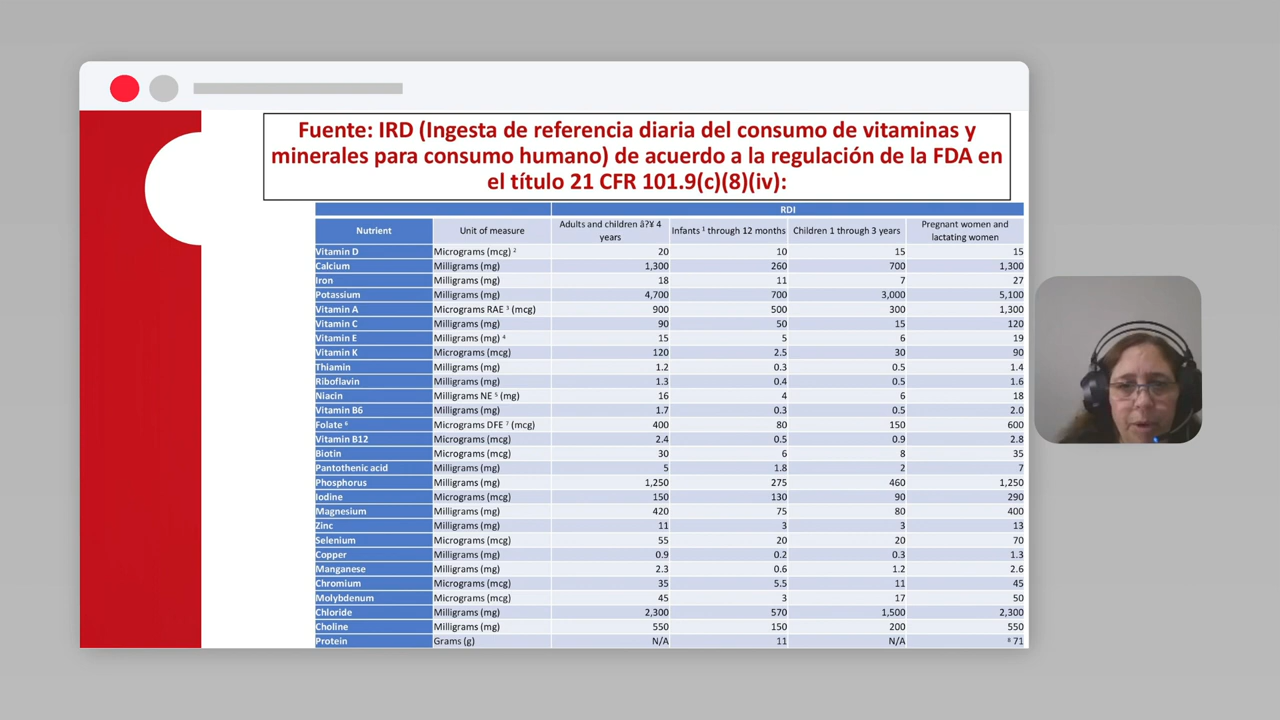 Fuente: IRD (Ingesta de referencia diaria del consumo de vitaminas y
minerales para consumo humano) de acuerdo a la regulación de la FDA en
el título 21 CFR 101.9(c)(8)(iv):
RDI
Nutrient Unit of measure Adults and children â?¥ 4 years Infants ¹ through 12 months Children 1 through 3 years Pregnant women and lactating women
Vitamin D Micrograms (mcg) ² 20 10 15 15
Calcium Milligrams (mg) 1,300 260 700 1,300
Iron Milligrams (mg) 18 11 7 27
Potassium Milligrams (mg) 4,700 700 3,000 5,100
Vitamin A Micrograms RAE ³ (mcg) 900 500 300 1,300
Vitamin C Milligrams (mg) 90 50 15 120
Vitamin E Milligrams (mg) ⁴ 15 5 6 19
Vitamin K Micrograms (mcg) 120 2.5 30 90
Thiamin Milligrams (mg) 1.2 0.3 0.5 1.4
Riboflavin Milligrams (mg) 1.3 0.4 0.5 1.6
Niacin Milligrams NE ⁵ (mg) 16 4 6 18
Vitamin B6 Milligrams (mg) 1.7 0.3 0.5 2.0
Folate ⁶ Micrograms DFE ⁷ (mcg) 400 80 150 600
Vitamin B12 Micrograms (mcg) 2.4 0.5 0.9 2.8
Biotin Micrograms (mcg) 30 6 8 35
Pantothenic acid Milligrams (mg) 5 1.8 2 7
Phosphorus Milligrams (mg) 1,250 275 460 1,250
Iodine Micrograms (mcg) 150 130 90 290
Magnesium Milligrams (mg) 420 75 80 400
Zinc Milligrams (mg) 11 3 3 13
Selenium Micrograms (mcg) 55 20 20 70
Copper Milligrams (mg) 0.9 0.2 0.3 1.3
Manganese Milligrams (mg) 2.3 0.6 1.2 2.6
Chromium Micrograms (mcg) 35 5.5 11 45
Molybdenum Micrograms (mcg) 45 3 17 50
Chloride Milligrams (mg) 2,300 570 1,500 2,300
Choline Milligrams (mg) 550 150 200 550
Protein Grams (g) N/A 11 N/A ⁸ 71